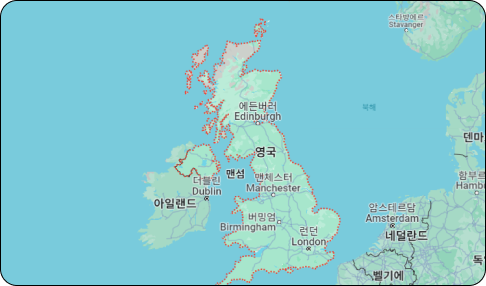 스타방에르
Stavanger
에든버러
Edinburgh
북해
영국
덴마
맨섬
더블린
Dublin
맨체스터
Manchester
함부르
Hambu
아일랜드
암스테르담
Amsterdam
버밍엄
Birmingham
런던
London
네덜란드
벨기에
독